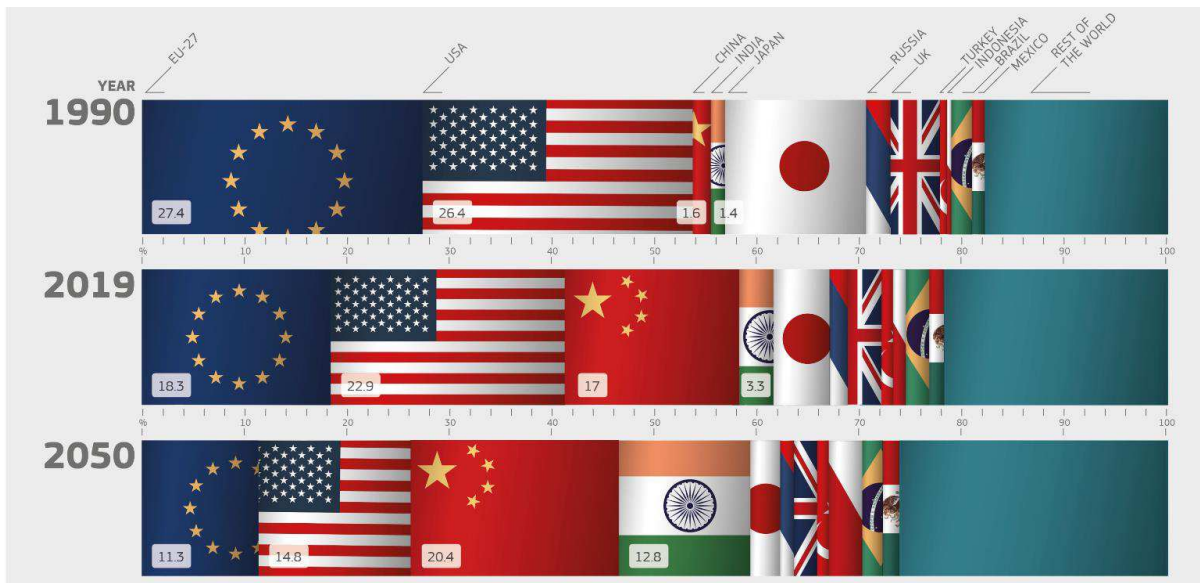 EU-27
USA
CHINA
INDIA
JAPAN
RUSSIA
UK
TURKEY
INDONESIA
BRAZIL
MEXICO
REST OF
THE WORLD
YEAR
1990
27.4
26.4
1.6
1.4
% 10 20 30 40 50 60 70 80 90 100
2019
18.3
22.9
17
3.3
% 10 20 30 40 50 60 70 80 90 100
2050
11.3
14.8
20.4
12.8